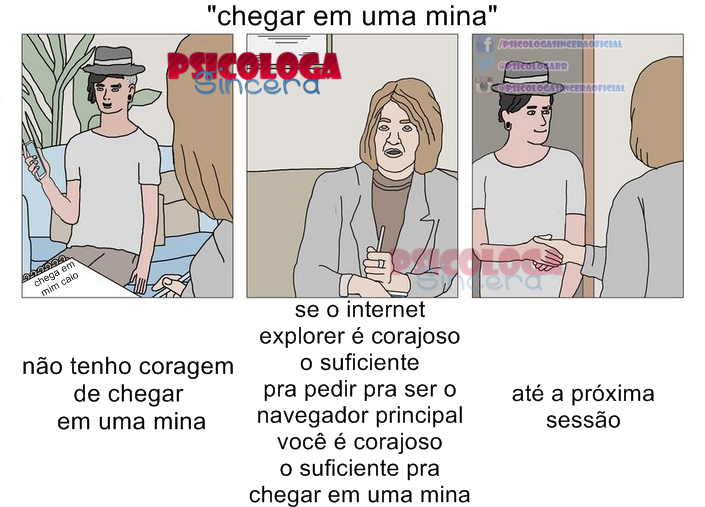 "chegar em uma mina"
PSICOLOGA
Sincera
chega em
mim caio
não tenho coragem
de chegar
em uma mina
PSICOLOGA
Sincera
se o internet
explorer é corajoso
o suficiente
pra pedir pra ser o
navegador principal
você é corajoso
o suficiente pra
chegar em uma mina
/PSICOLOGASINCERAOFICIAL
@PSICOLOGABR
@PSICOLOGASINCERAOFICIAL
até a próxima
sessão